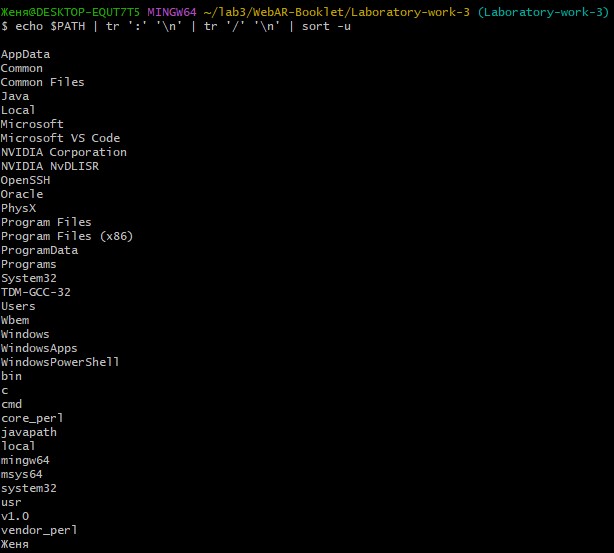 Женя@DESKTOP-EQUT7T5 MINGW64 ~/lab3/WebAR-Booklet/Laboratory-work-3 (Laboratory-work-3)
$ echo $PATH | tr ':' '\n' | tr '/' '\n' | sort -u

AppData
Common
Common Files
Java
Local
Microsoft
Microsoft VS Code
NVIDIA Corporation
NVIDIA NvDLISR
OpenSSH
Oracle
PhysX
Program Files
Program Files (x86)
ProgramData
Programs
System32
TDM-GCC-32
Users
Wbem
Windows
WindowsApps
WindowsPowerShell
bin
c
cmd
core_perl
javapath
local
mingw64
msys64
system32
usr
v1.0
vendor_perl
Женя